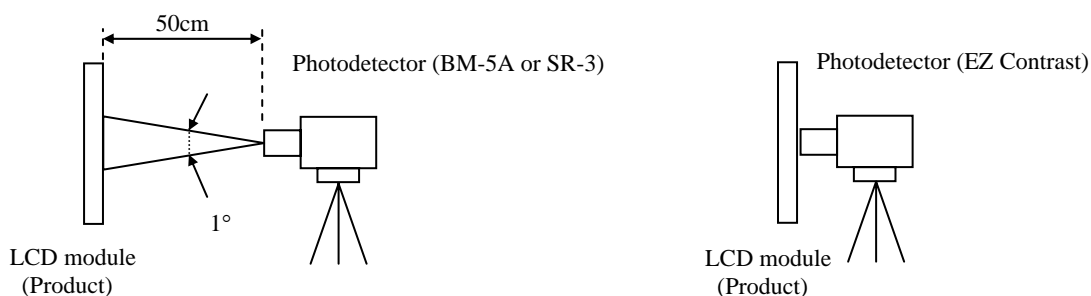 50cm
Photodetector (BM-5A or SR-3)
1°
LCD module
(Product)
Photodetector (EZ Contrast)
LCD module
(Product)